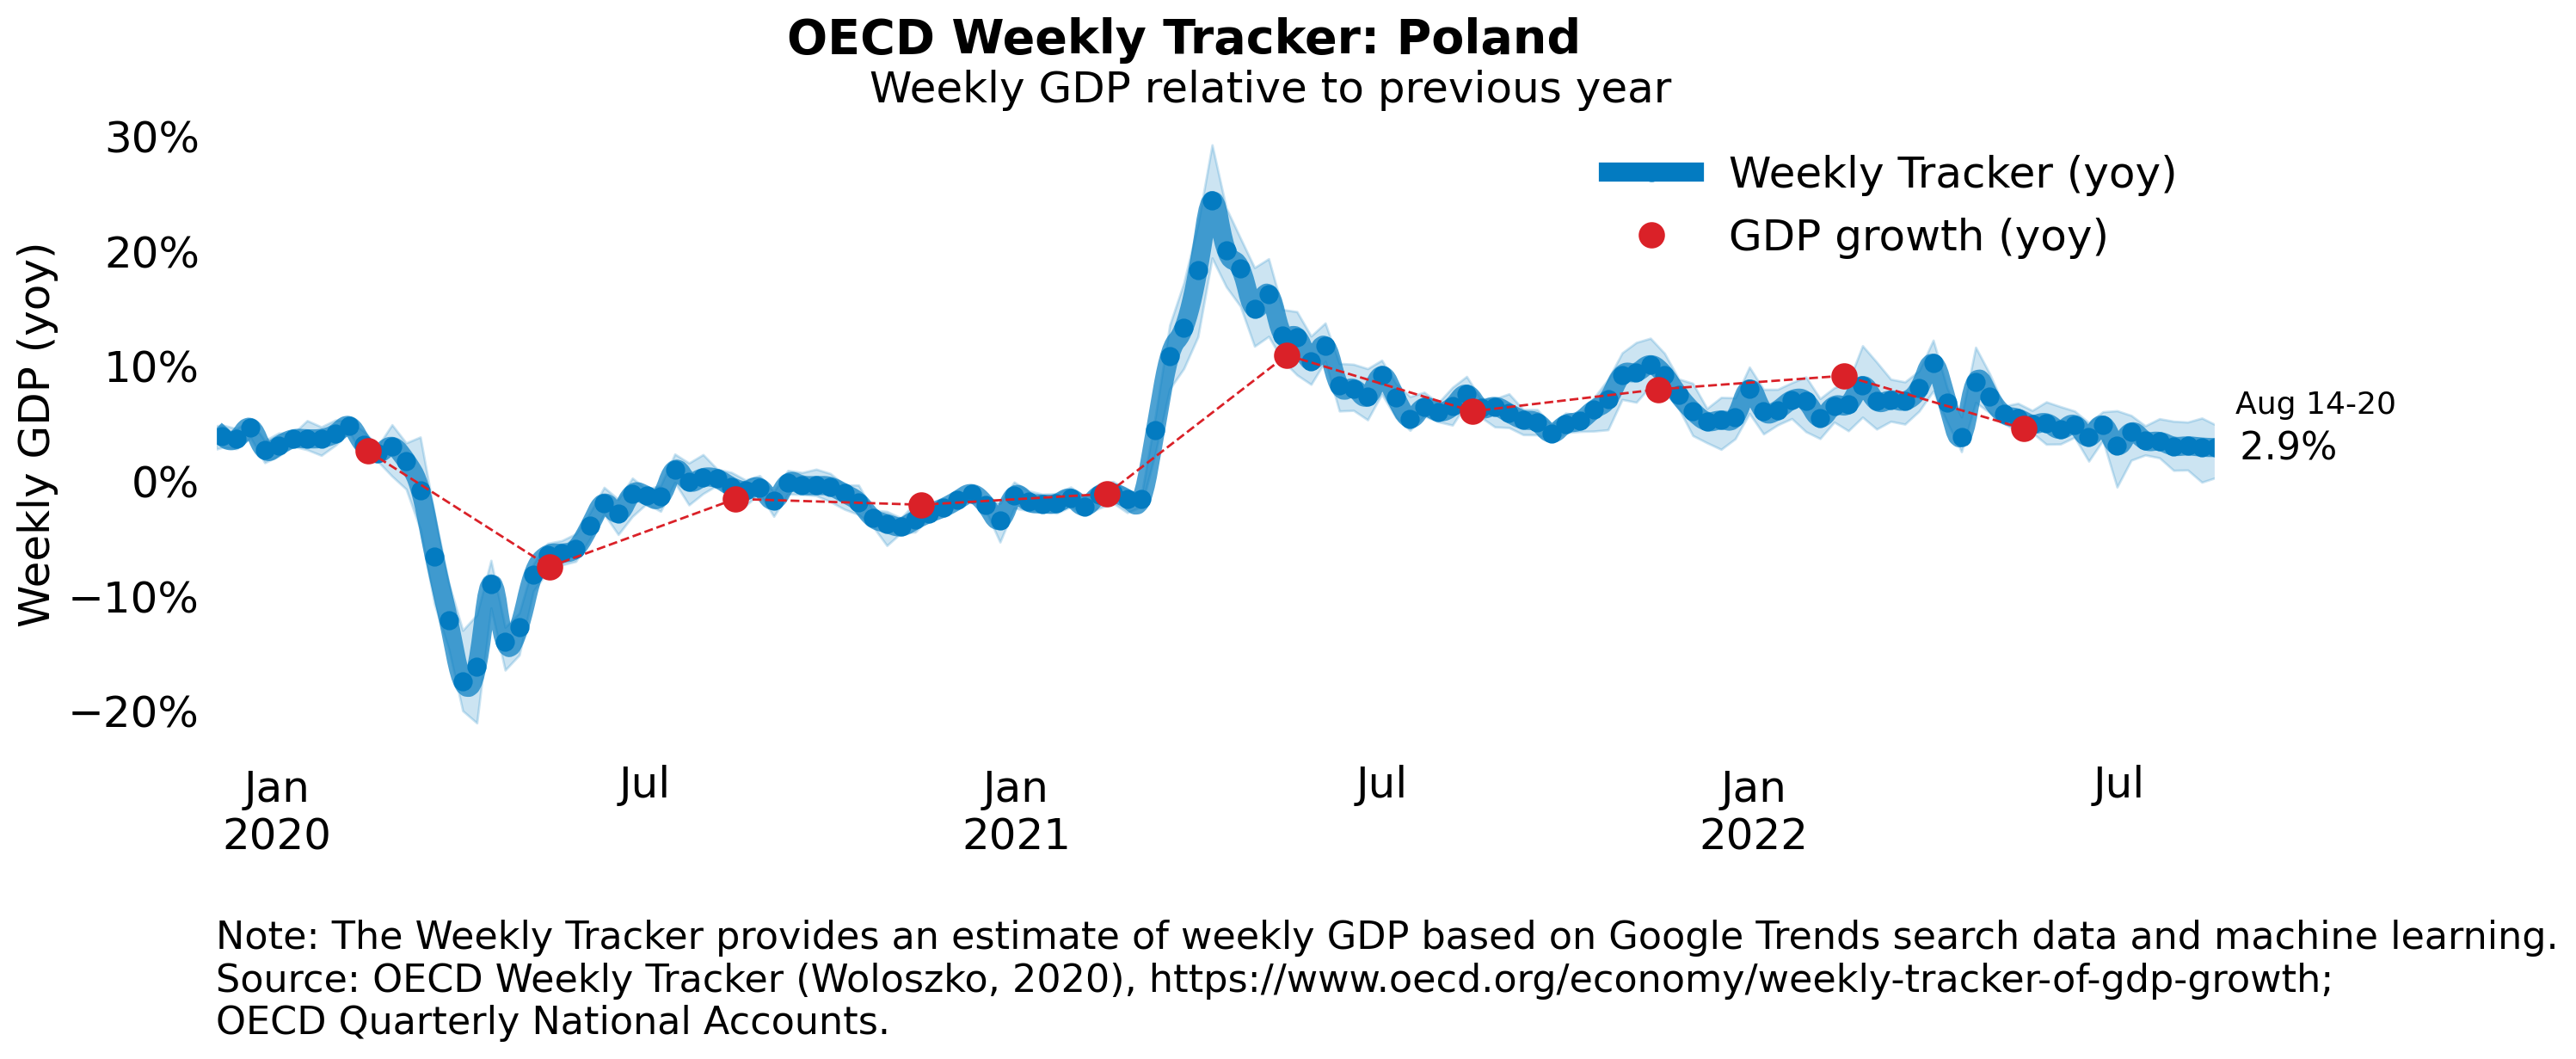 OECD Weekly Tracker: Poland
Weekly GDP relative to previous year
Weekly GDP (yoy)
30%
20%
10%
0%
−10%
−20%
Weekly Tracker (yoy)
GDP growth (yoy)
Aug 14-20
2.9%
Jan
2020
Jul
Jan
2021
Jul
Jan
2022
Jul
Note: The Weekly Tracker provides an estimate of weekly GDP based on Google Trends search data and machine learning.
Source: OECD Weekly Tracker (Woloszko, 2020), https://www.oecd.org/economy/weekly-tracker-of-gdp-growth;
OECD Quarterly National Accounts.